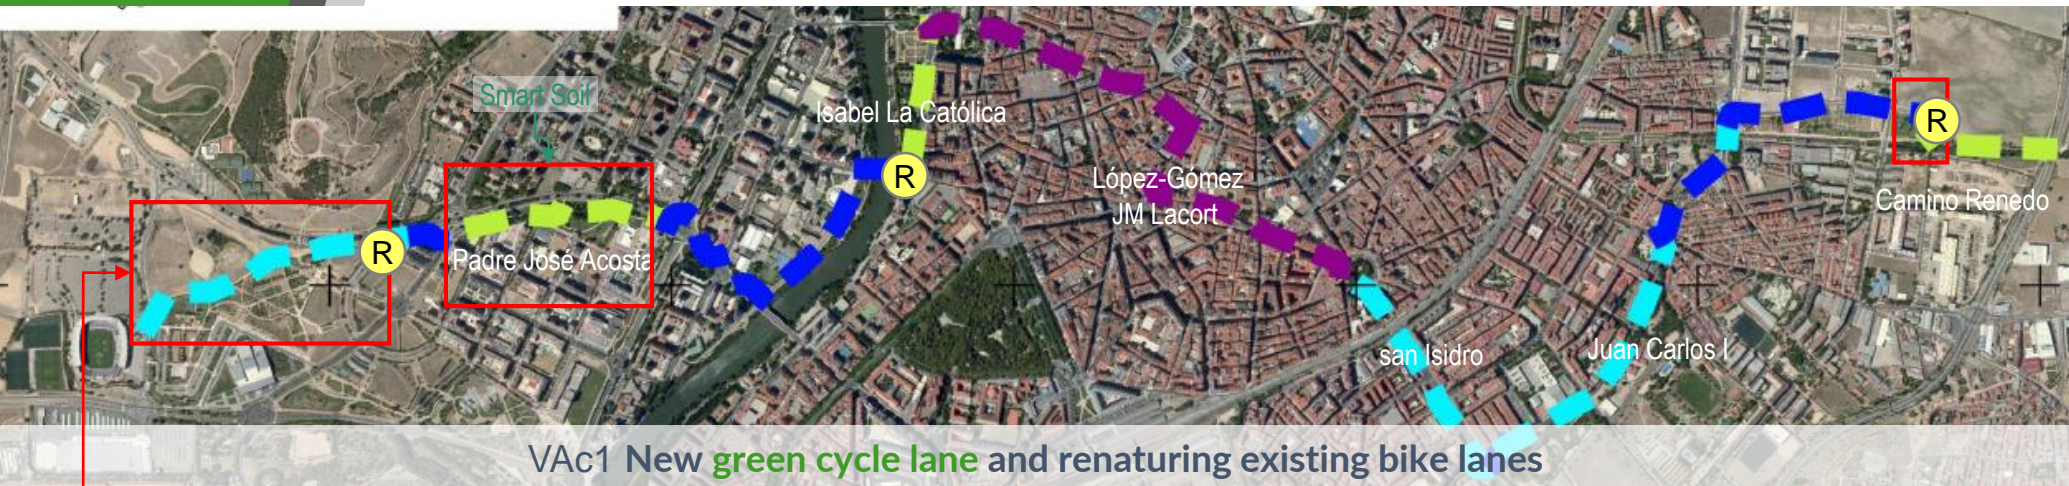 Smart Soil
Isabel La Católica
R
R
López-Gómez
JM Lacort
Camino Renedo
R
Padre José Acosta
san Isidro
Juan Carlos I
VAc1 New green cycle lane and renaturing existing bike lanes